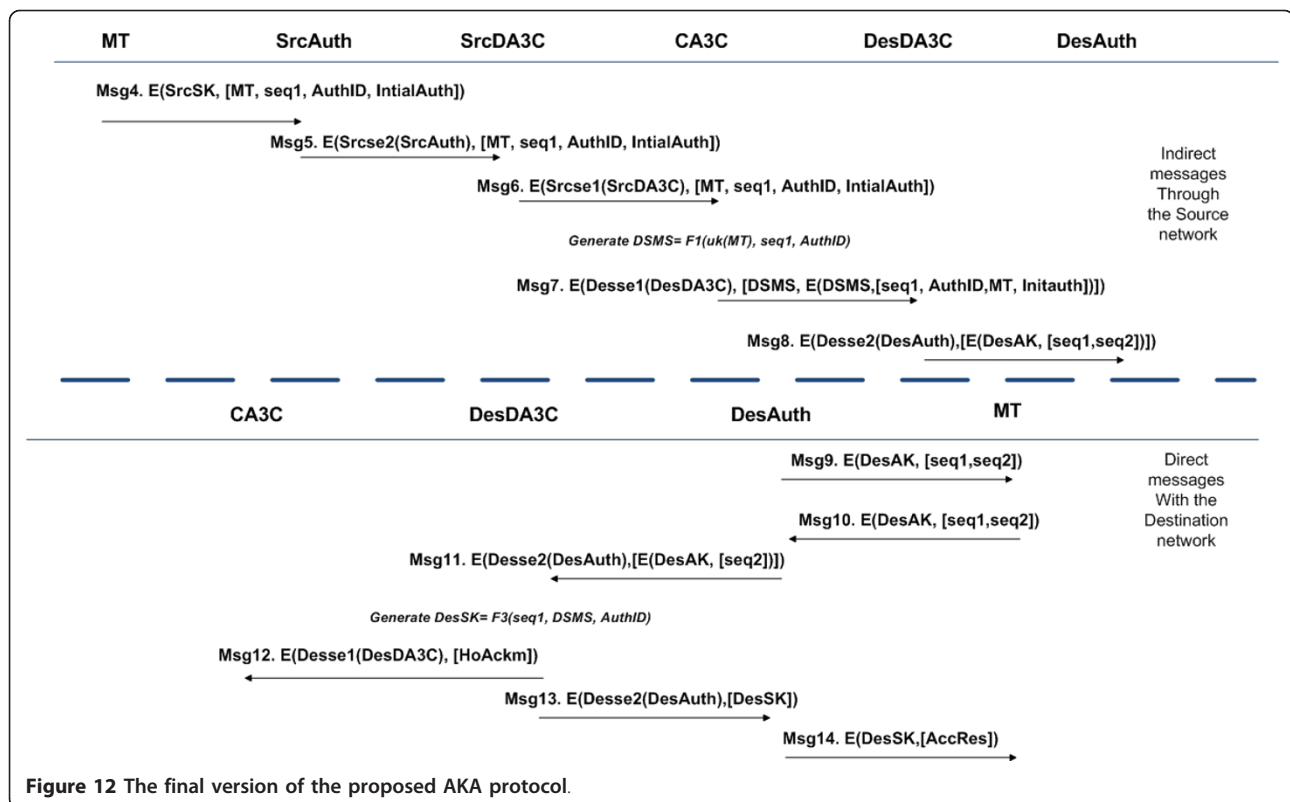 MT SrcAuth SrcDA3C CA3C DesDA3C DesAuth
Msg4. E(SrcSK, [MT, seq1, AuthID, IntialAuth])
Msg5. E(Srcse2(SrcAuth), [MT, seq1, AuthID, IntialAuth])
Msg6. E(Srcse1(SrcDA3C), [MT, seq1, AuthID, IntialAuth])
Indirect
messages
Through
the Source
network
Generate DSMS= F1(uk(MT), seq1, AuthID)
Msg7. E(Desse1(DesDA3C), [DSMS, E(DSMS,[seq1, AuthID,MT, Initauth])])
Msg8. E(Desse2(DesAuth),[E(DesAK, [seq1,seq2])])
CA3C DesDA3C DesAuth MT
Msg9. E(DesAK, [seq1,seq2])
Direct
messages
With the
Destination
network
Msg10. E(DesAK, [seq1,seq2])
Msg11. E(Desse2(DesAuth),[E(DesAK, [seq2])])
Generate DesSK= F3(seq1, DSMS, AuthID)
Msg12. E(Desse1(DesDA3C), [HoAckm])
Msg13. E(Desse2(DesAuth),[DesSK])
Msg14. E(DesSK,[AccRes])
Figure 12 The final version of the proposed AKA protocol.